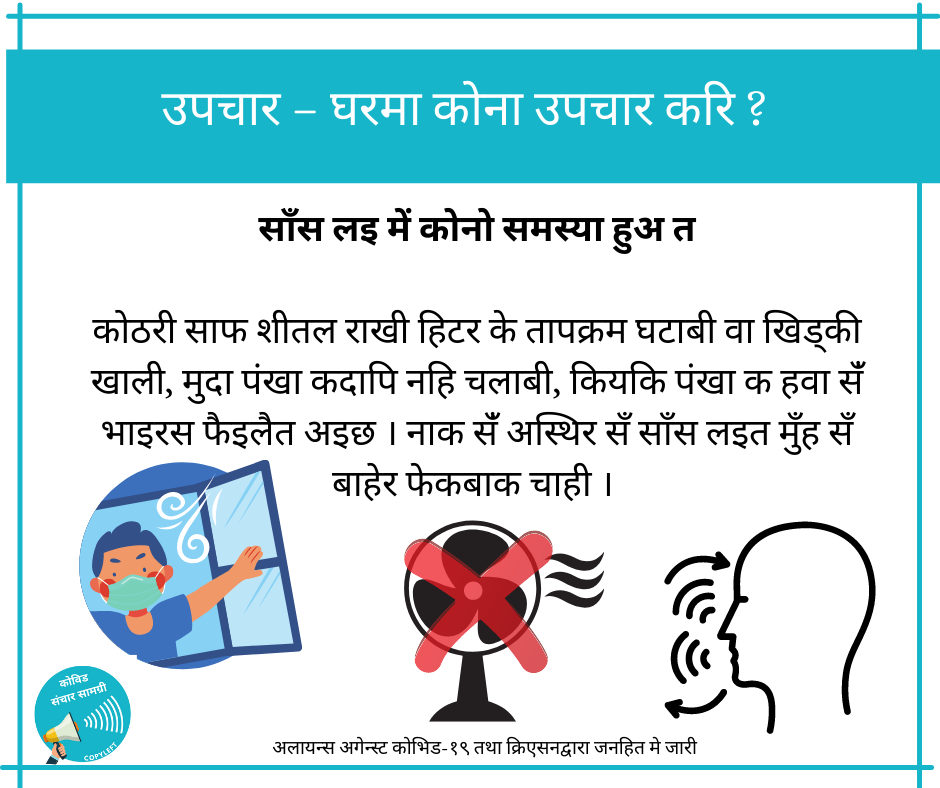 उपचार – घरमा कोना उपचार करि ?
साँस लइ में कोनो समस्या हुअ त
कोठरी साफ शीतल राखी हिटर के तापक्रम घटाबी वा खिड्की
खाली, मुदा पंखा कदापि नहि चलाबी, कियकि पंखा क हवा सेँ
भाइरस फैइलैत अइछ । नाक सेँ अस्थिर सँ साँस लइत मुँह सँ
बाहेर फेकबाक चाही ।
कोविड
संचार सामग्री
COPYLEFT
अलायन्स अगेन्स्ट कोभिड-१९ तथा क्रिएसनद्वारा जनहित मे जारी